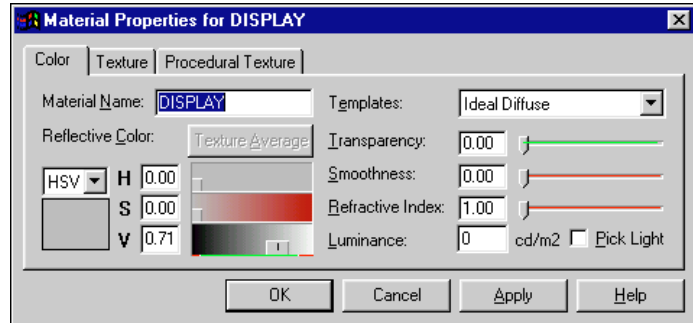 Material Properties for DISPLAY
Color Texture Procedural Texture
Material Name: DISPLAY Templates: Ideal Diffuse
Reflective Color: Texture Average Transparency: 0.00
HSV H 0.00 Smoothness: 0.00
S 0.00 Refractive Index: 1.00
V 0.71 Luminance: 0 cd/m2 Pick Light
OK Cancel Apply Help